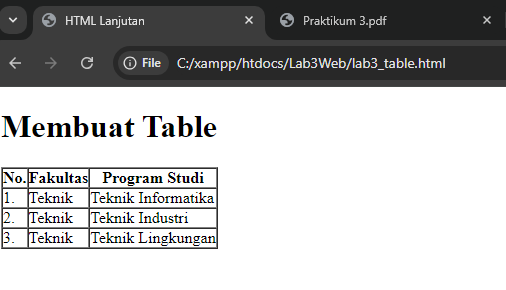 HTML Lanjutan Praktikum 3.pdf
File C:/xampp/htdocs/Lab3Web/lab3_table.html
Membuat Table
No. Fakultas Program Studi
1. Teknik Teknik Informatika
2. Teknik Teknik Industri
3. Teknik Teknik Lingkungan